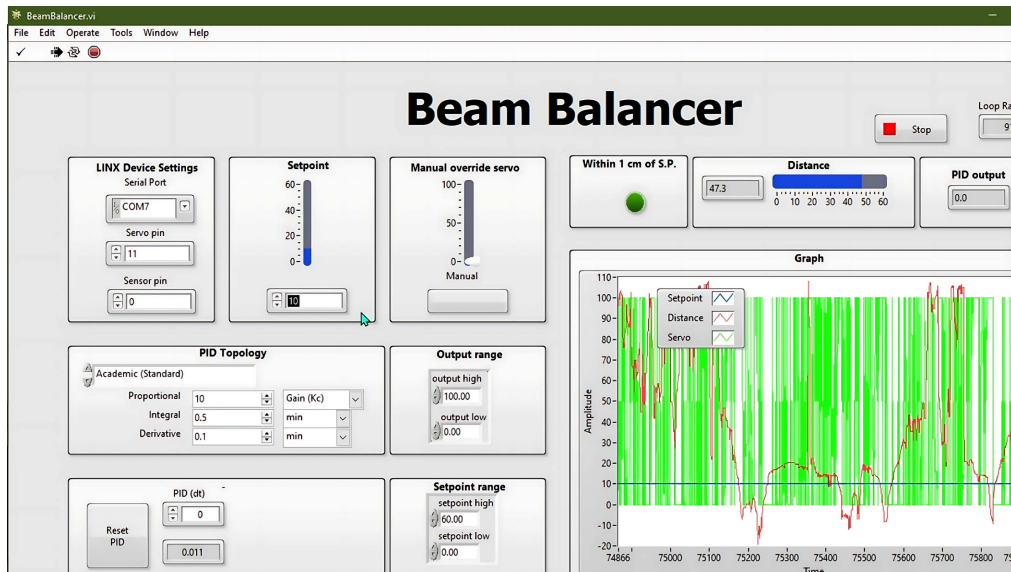 BeamBalancer.vi
File Edit Operate Tools Window Help
Beam Balancer
Stop
LINX Device Settings
Serial Port
COM7
Servo pin
11
Sensor pin
0
Setpoint
60-
40-
20-
0-
10
Manual override servo
100-
50-
0-
Manual
Within 1 cm of S.P.
Distance
47.3
0 10 20 30 40 50 60
PID output
0.0
PID Topology
Academic (Standard)
Proportional 10 Gain (Kc)
Integral 0.5 min
Derivative 0.1 min
Output range
output high
100.00
output low
0.00
PID (dt)
0
Reset
PID
0.011
Setpoint range
setpoint high
60.00
setpoint low
0.00
Graph
Setpoint
Distance
Servo
Amplitude
110-
100-
90-
80-
70-
60-
50-
40-
30-
20-
10-
0-
-10-
-20-
74866 75000 75100 75200 75300 75400 75500 75600 75700 75800
Time